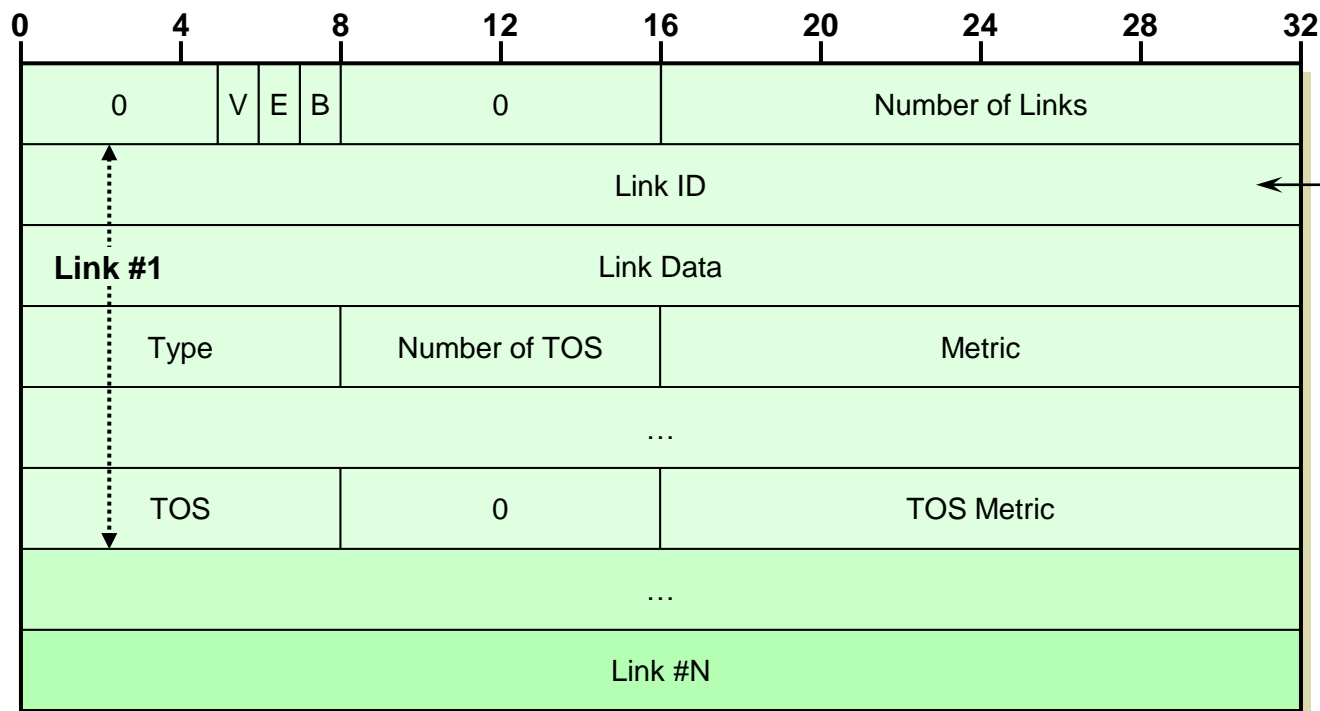 0 4 8 12 16 20 24 28 32
0 V E B 0 Number of Links
Link ID
Link #1 Link Data
Type Number of TOS Metric
…
TOS 0 TOS Metric
…
Link #N